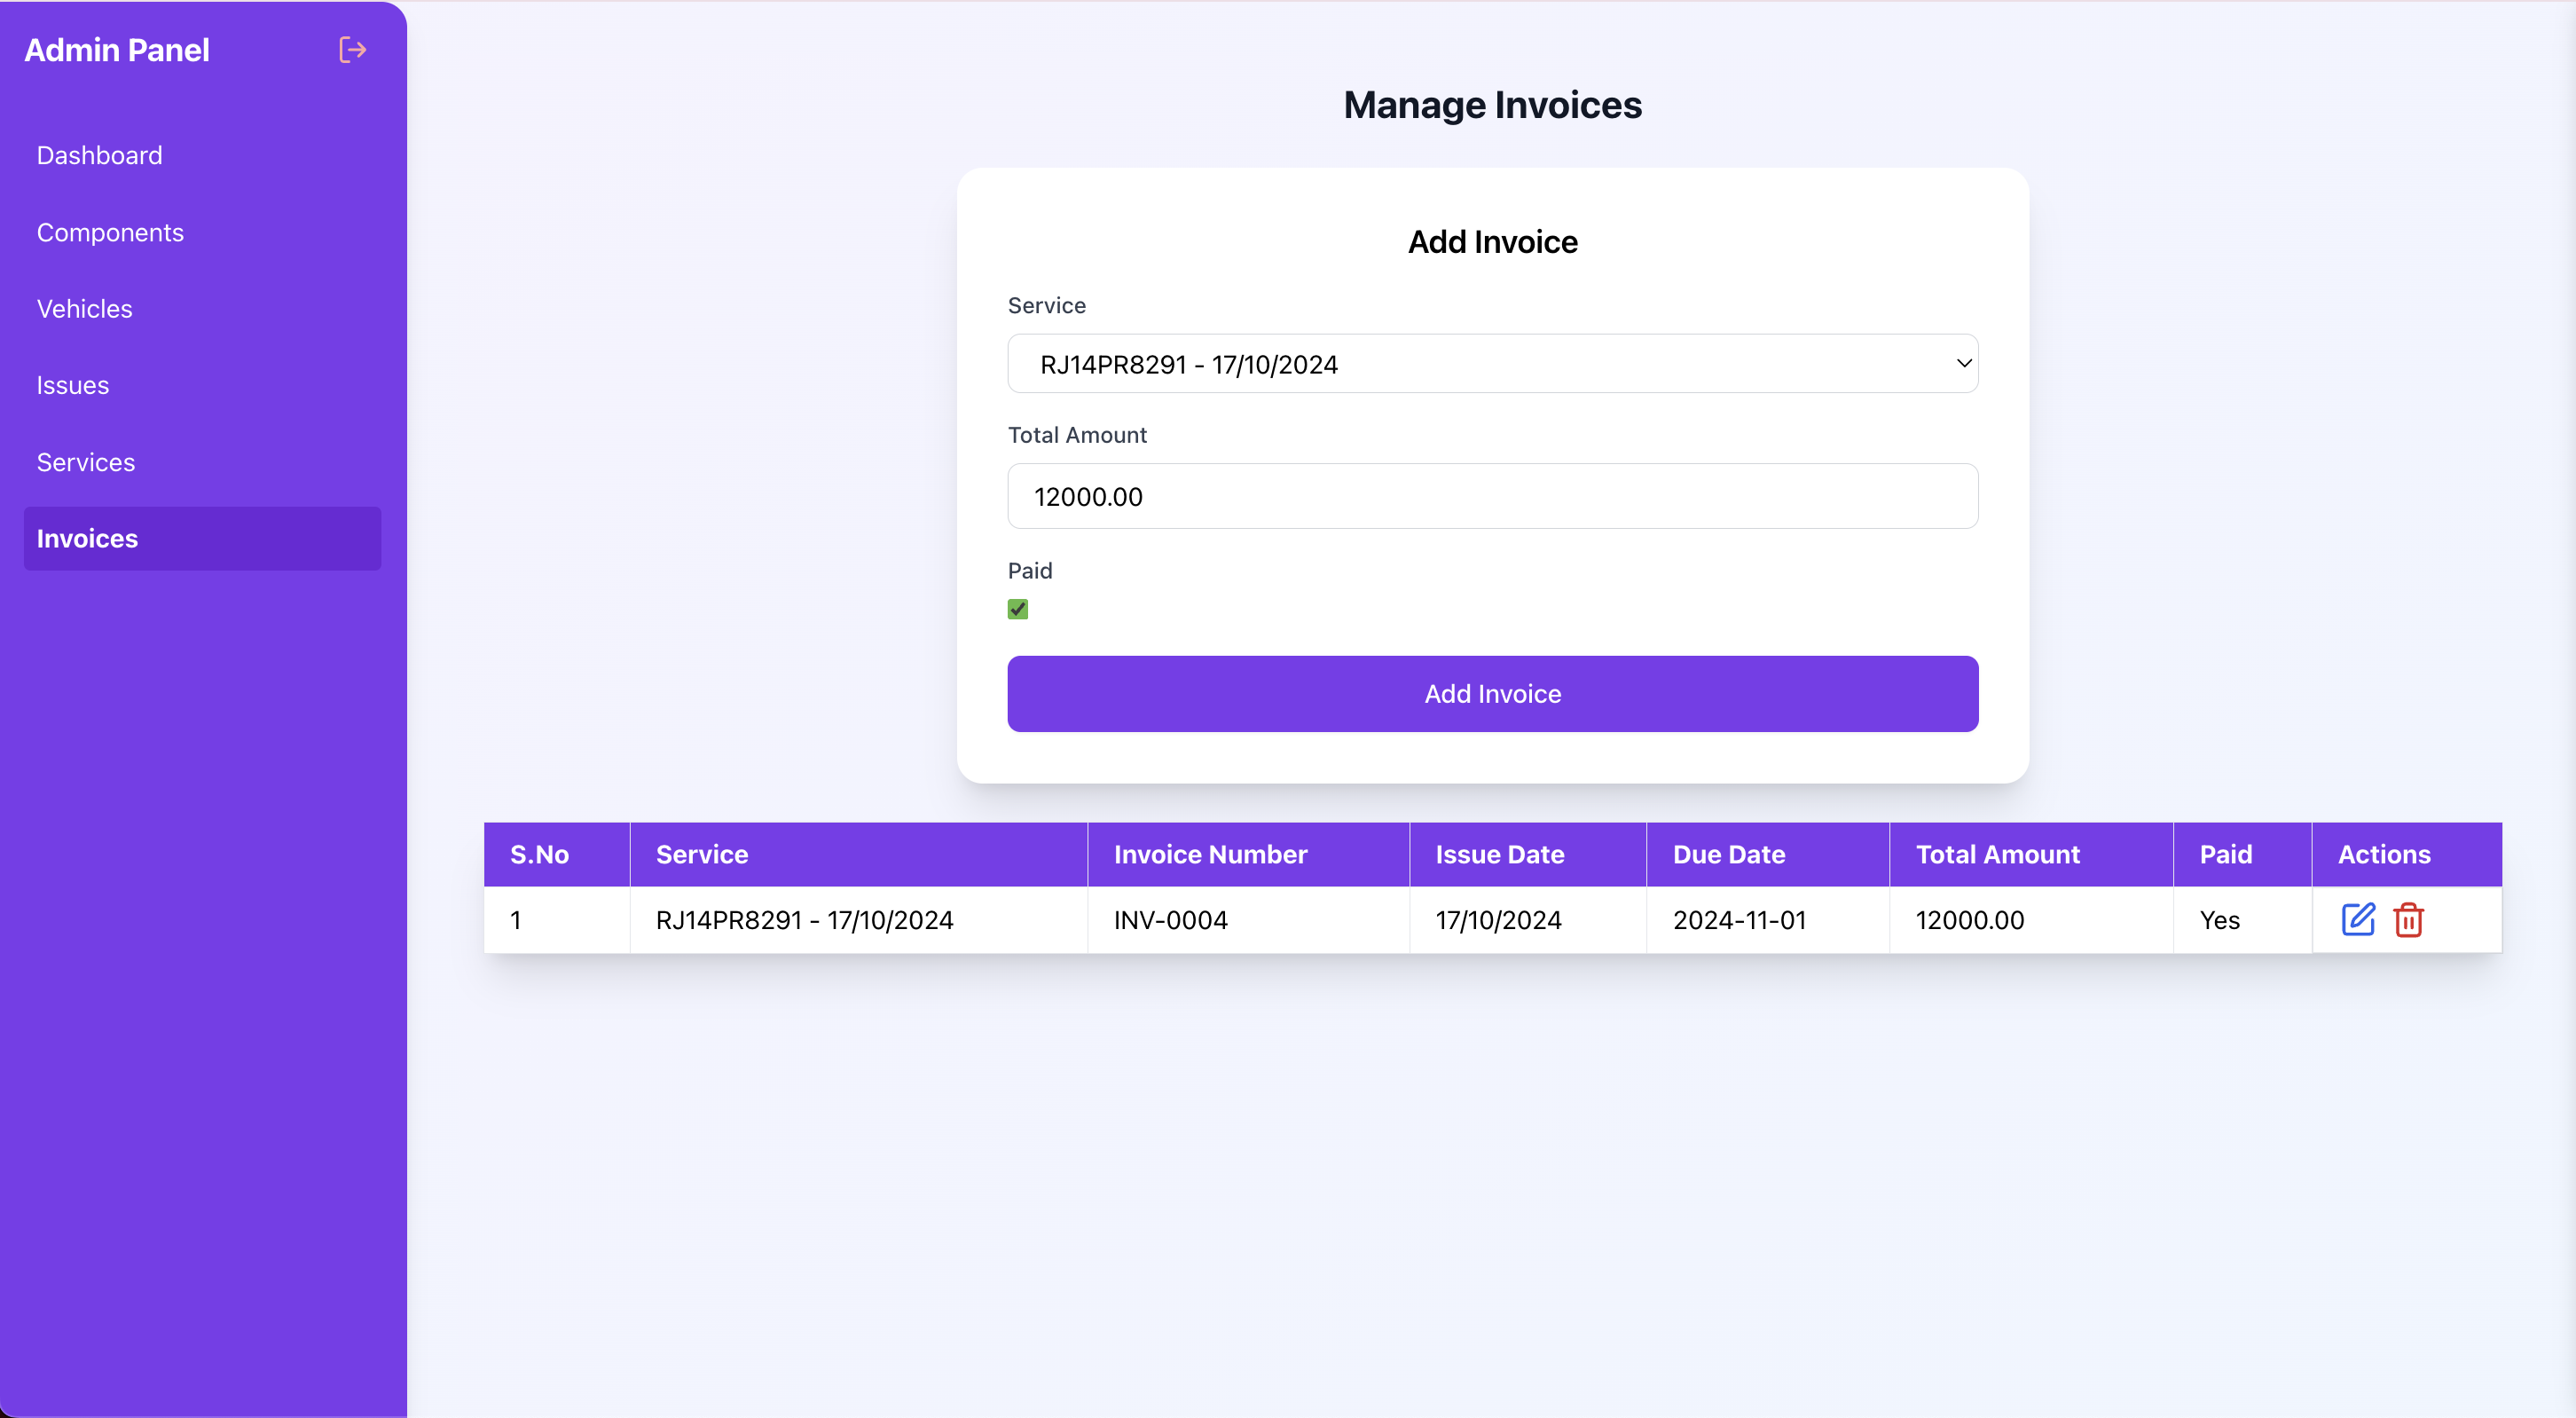 Admin Panel
Dashboard
Components
Vehicles
Issues
Services
Invoices
Manage Invoices
Add Invoice
Service
RJ14PR8291 - 17/10/2024
Total Amount
12000.00
Paid
Add Invoice
S.No Service Invoice Number Issue Date Due Date Total Amount Paid Actions
1 RJ14PR8291 - 17/10/2024 INV-0004 17/10/2024 2024-11-01 12000.00 Yes